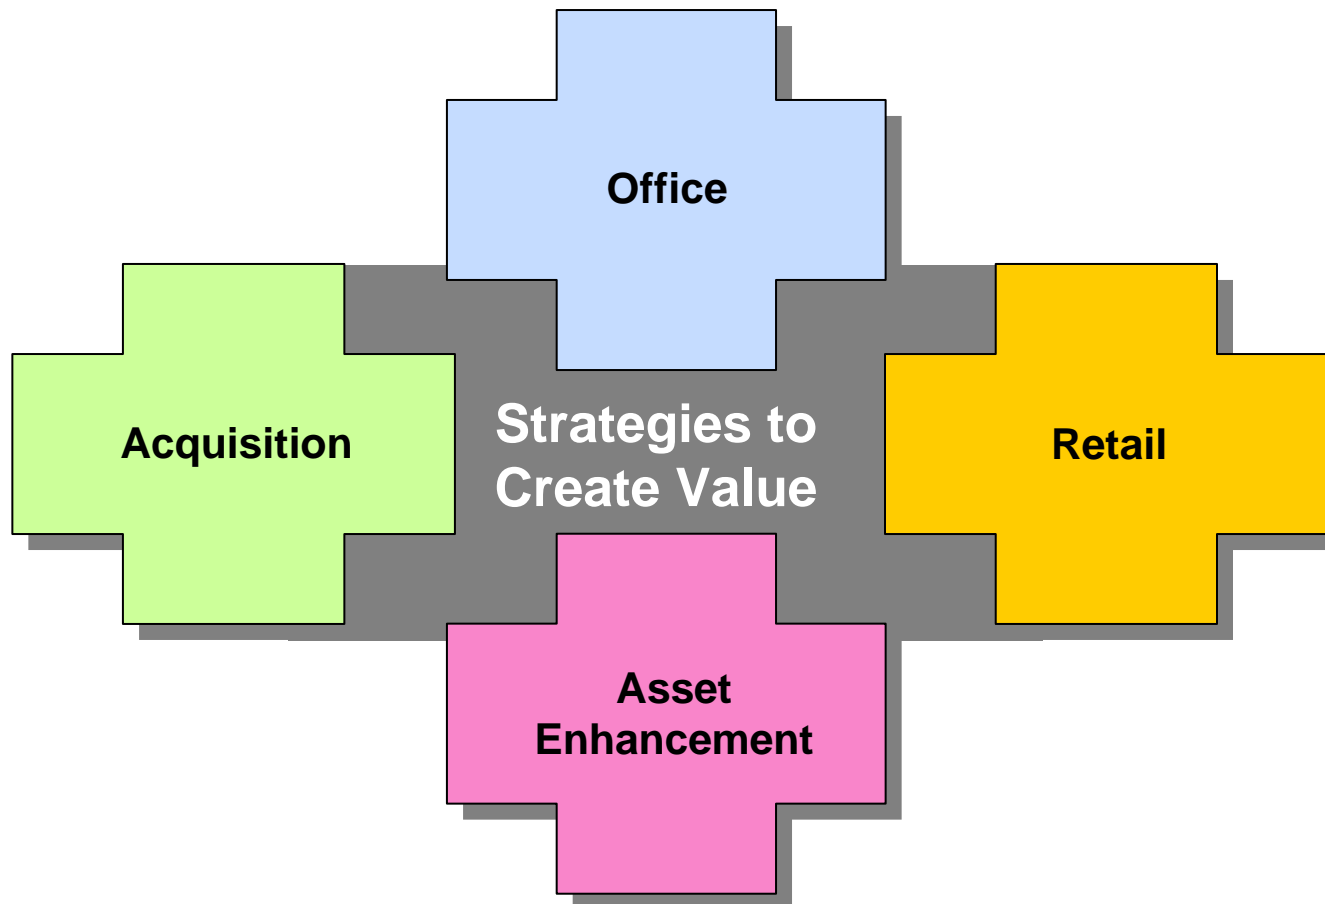 Office
Acquisition
Strategies to
Create Value
Retail
Asset
Enhancement